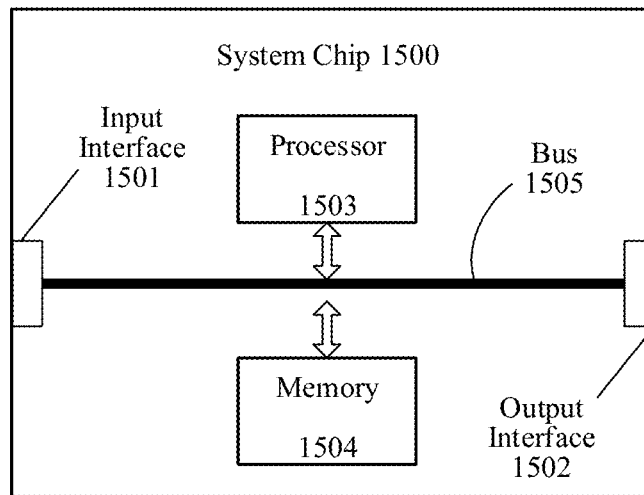 System Chip 1500
Input
Interface
1501
Processor
1503
Bus
1505
Memory
1504
Output
Interface
1502